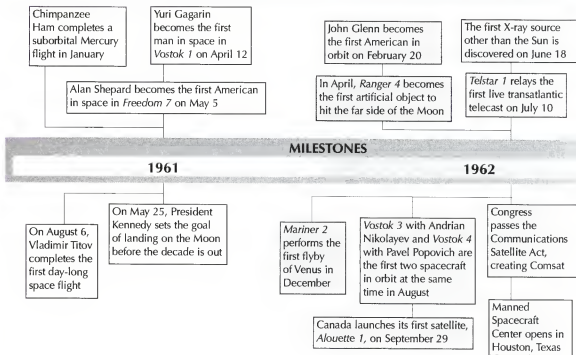 Chimpanzee
Ham completes a
suborbital Mercury
flight in January
Yuri Gagarin
becomes the first
man in space in
Vostok 1 on April 12
Alan Shepard becomes the first American
in space in Freedom 7 on May 5
John Glenn becomes
the first American in
orbit on February 20
The first X-ray source
other than the Sun is
discovered on June 18
In April, Ranger 4 becomes
the first artificial object to
hit the far side of the Moon
Telstar 1 relays the
first live transatlantic
telecast on July 10
MILESTONES
1961
1962
On August 6,
Vladimir Titov
completes the
first day-long
space flight
On May 25, President
Kennedy sets the goal
of landing on the Moon
before the decade is out
Mariner 2
performs the
first flyby
of Venus in
December
Vostok 3 with Andrian
Nikolayev and Vostok 4
with Pavel Popovich are
the first two spacecraft
in orbit at the same
time in August
Congress
passes the
Communications
Satellite Act,
creating Comsat
Canada launches its first satellite,
Alouette 1, on September 29
Manned
Spacecraft
Center opens in
Houston, Texas